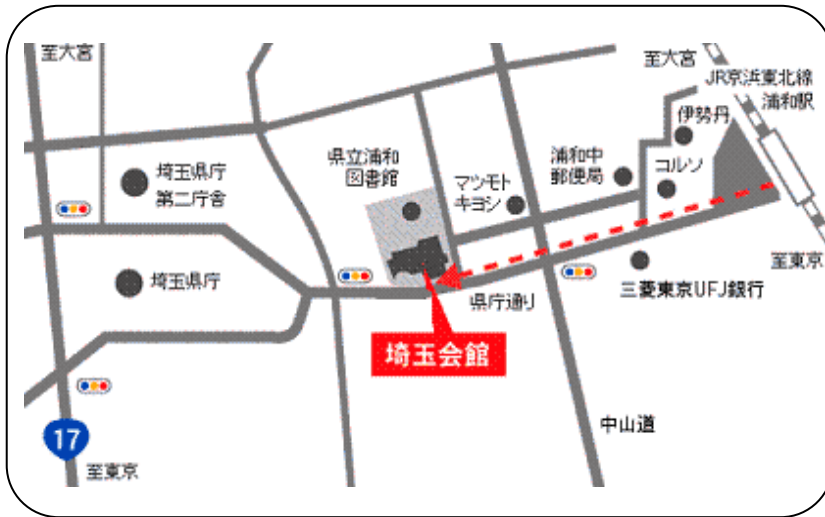 至大宮
至大宮
JR京浜東北線
浦和駅
伊勢丹
県立浦和
図書館
埼玉県庁
第二庁舎
マツモト
キヨシ
浦和中
郵便局
コルソ
埼玉県庁
至東京
三菱東京UFJ銀行
県庁通り
埼玉会館
中山道
17
至東京